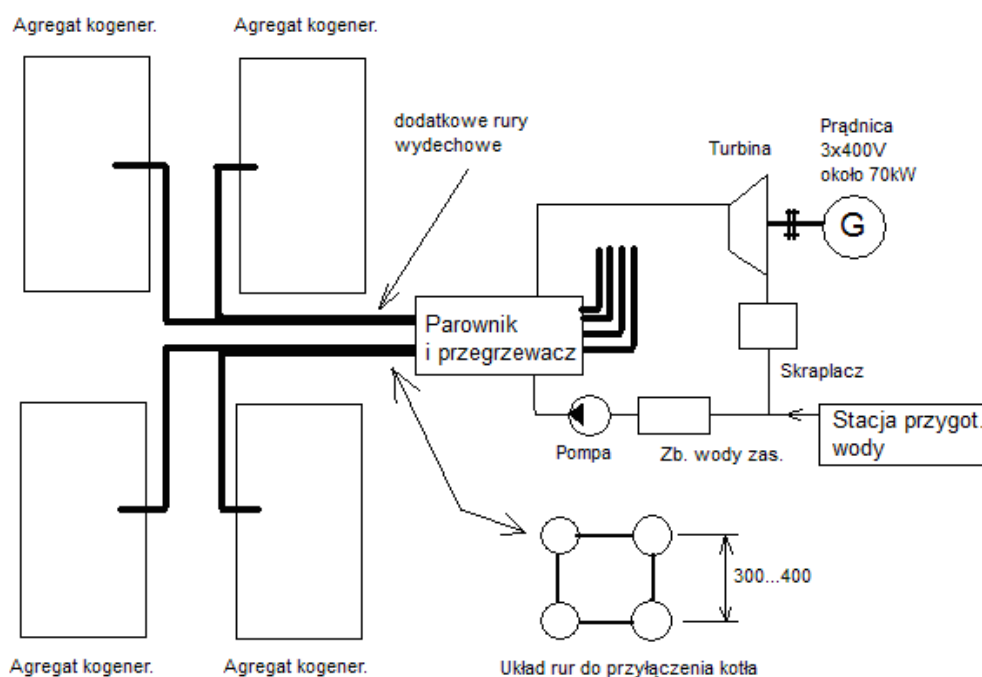 Agregat kogener.
Agregat kogener.
dodatkowe rury
wydechowe
Turbina
Prądnica
3x400V
około 70kW
G
Parownik
i przegrzewacz
Skraplacz
Pompa
Zb. wody zas.
Stacja przygot.
wody
300...400
Agregat kogener.
Agregat kogener.
Układ rur do przyłączenia kotła